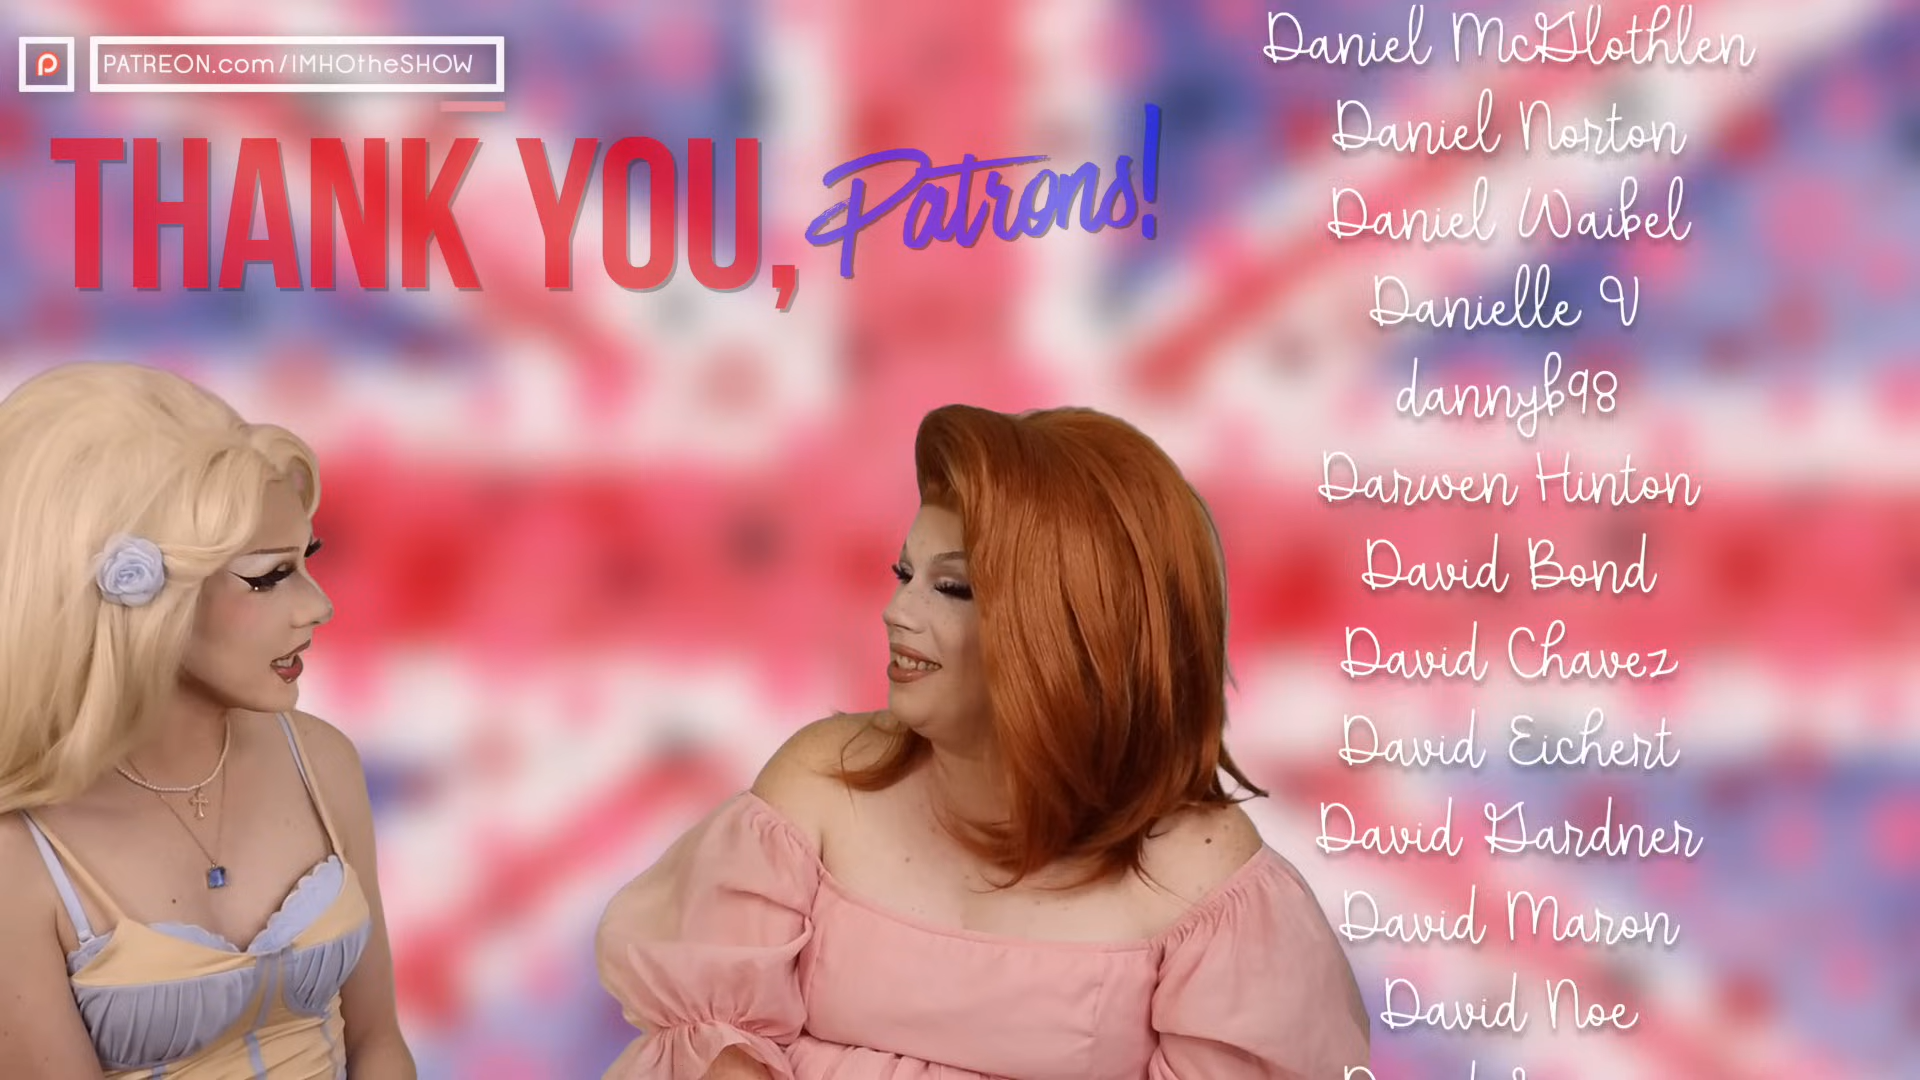 PATREON.com/IMHOtheSHOW
THANK YOU, Patrons!
Daniel McGlothlen
Daniel Norton
Daniel Waibel
Danielle V
dannyb98
Darwen Hinton
David Bond
David Chavez
David Eichert
David Gardner
David Maron
David Noe